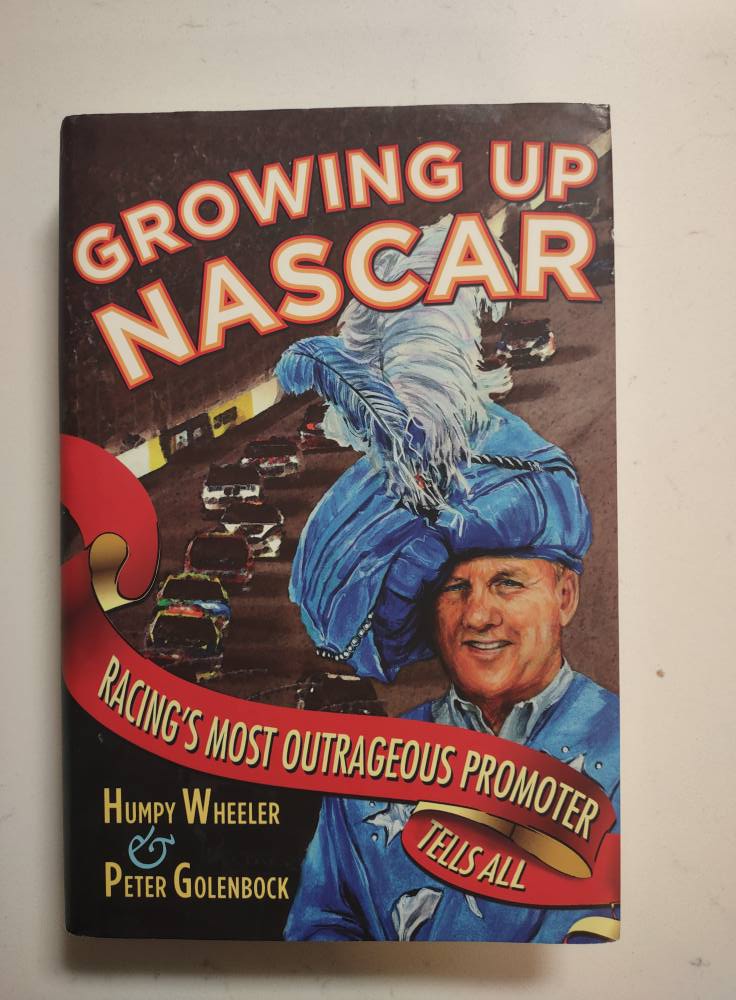 GROWING UP
NASCAR
RACING'S MOST OUTRAGEOUS PROMOTER
TELLS ALL
HUMPY WHEELER
&
PETER GOLENBOCK